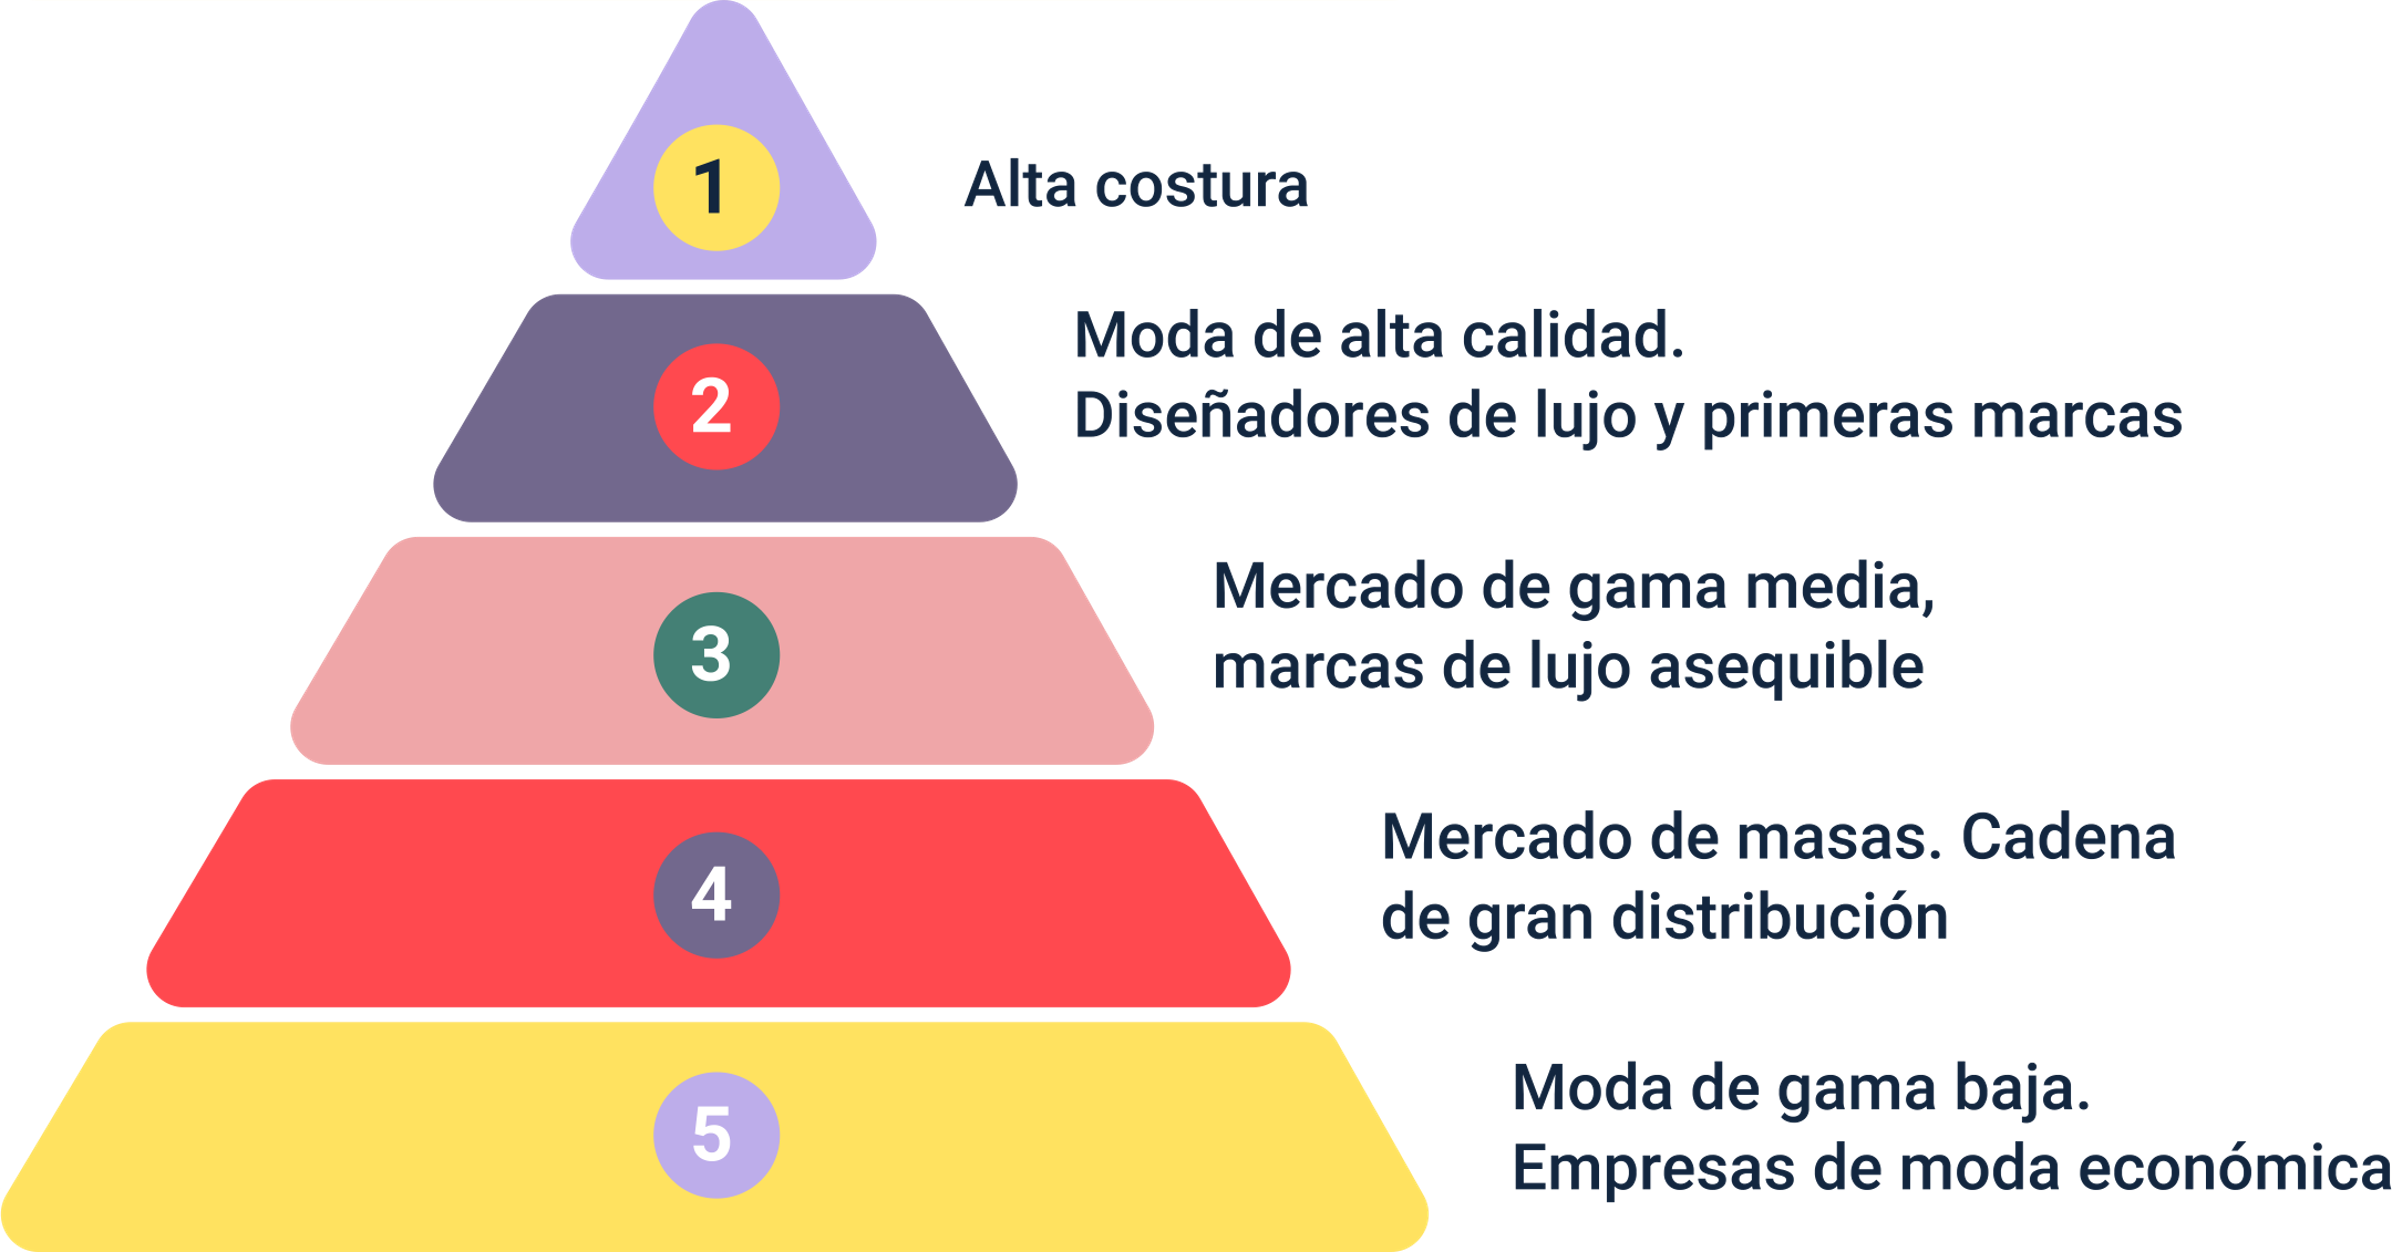 1
Alta costura
2
Moda de alta calidad.
Diseñadores de lujo y primeras marcas
3
Mercado de gama media,
marcas de lujo asequible
4
Mercado de masas. Cadena
de gran distribución
5
Moda de gama baja.
Empresas de moda económica